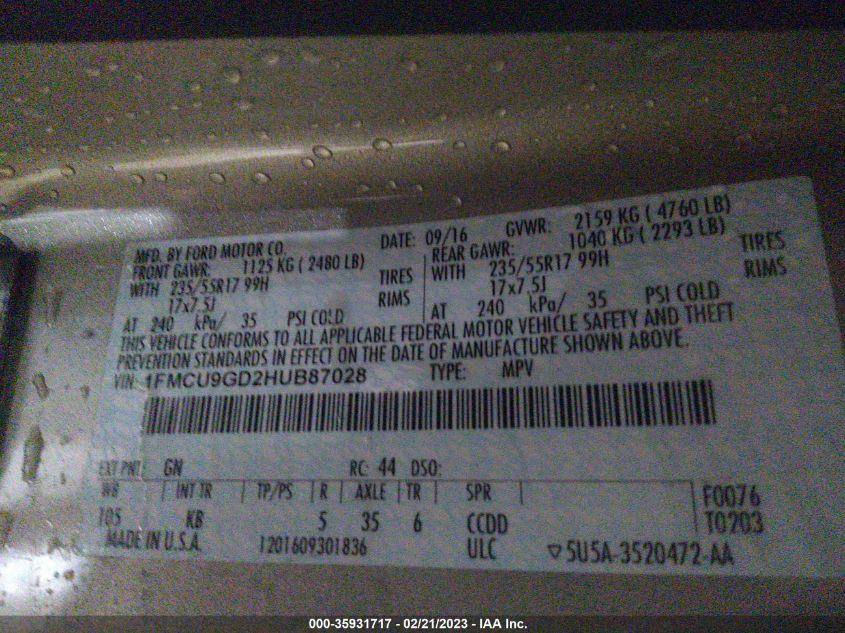 MFD. BY FORD MOTOR CO. DATE: 09/16 GVWR: 2159 KG ( 4760 LB)
FRONT GAWR: 1125 KG ( 2480 LB) REAR GAWR: 1040 KG ( 2293 LB)
WITH 235/55R17 99H TIRES WITH 235/55R17 99H TIRES
17x7.5J RIMS 17x7.5J RIMS
AT 240 kPa/ 35 PSI COLD AT 240 kPa/ 35 PSI COLD
THIS VEHICLE CONFORMS TO ALL APPLICABLE FEDERAL MOTOR VEHICLE SAFETY AND THEFT
PREVENTION STANDARDS IN EFFECT ON THE DATE OF MANUFACTURE SHOWN ABOVE.
VIN: 1FMCU9GD2HUB87028 TYPE: MPV
EXT PNT: GN RC: 44 DSO:
WB INT TR TP/PS R AXLE TR SPR F0076
105 KB 5 35 6 CCDD T0203
MADE IN U.S.A. 1201609301836 ULC ▽5U5A-3520472-AA
000-35931717 - 02/21/2023 - IAA Inc.